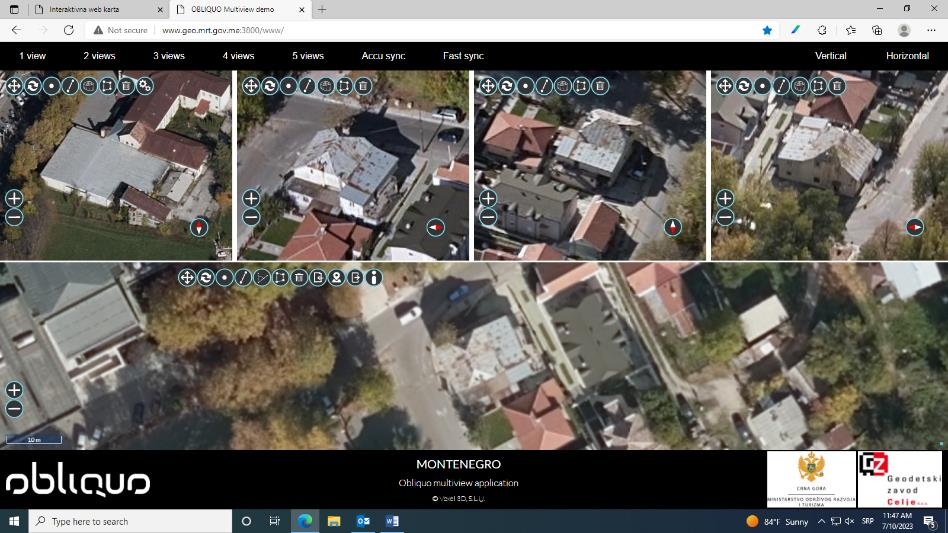 Interaktivna web karta
OBLIQUO Multiview demo
Not secure
www.geo.mrt.gov.me:3800/www/
1 view
2 views
3 views
4 views
5 views
Accu sync
Fast sync
Vertical
Horizontal
10 m
obliquo
MONTENEGRO
Obliquo multiview application
© Voxel 3D, S.L.U.
CRNA GORA
MINISTARSTVO ODRŽIVOG RAZVOJA
I TURIZMA
GZ
Geodetski
zavod
Celje d.o.o.
Type here to search
84°F Sunny
SRP
11:47 AM
7/10/2023